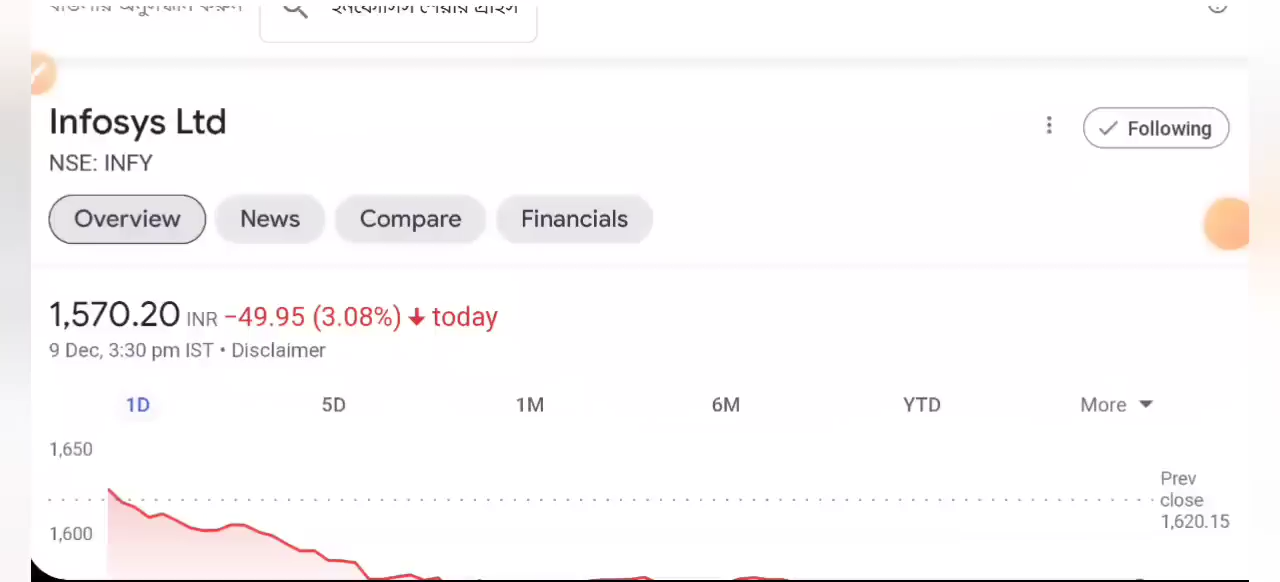 Infosys Ltd
Following
NSE: INFY
Overview News Compare Financials
1,570.20 INR −49.95 (3.08%) ↓ today
9 Dec, 3:30 pm IST • Disclaimer
1D 5D 1M 6M YTD More
1,650
Prev
close
1,620.15
1,600